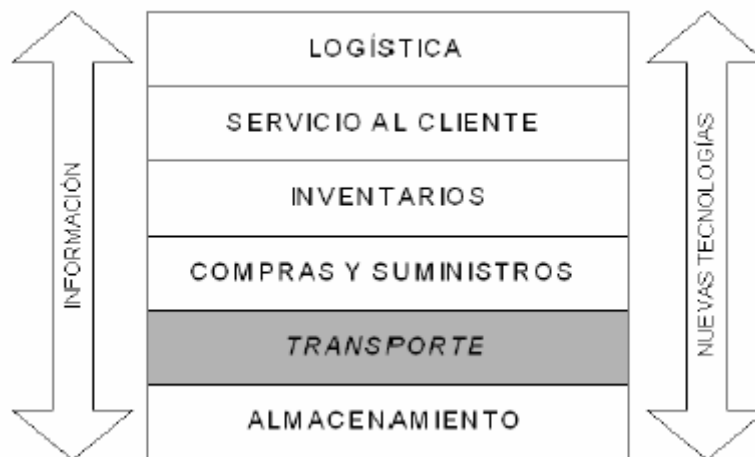 LOGÍSTICA
SERVICIO AL CLIENTE
INVENTARIOS
COMPRAS Y SUMINISTROS
TRANSPORTE
ALMACENAMIENTO
INFORMACIÓN
NUEVAS TECNOLOGÍAS